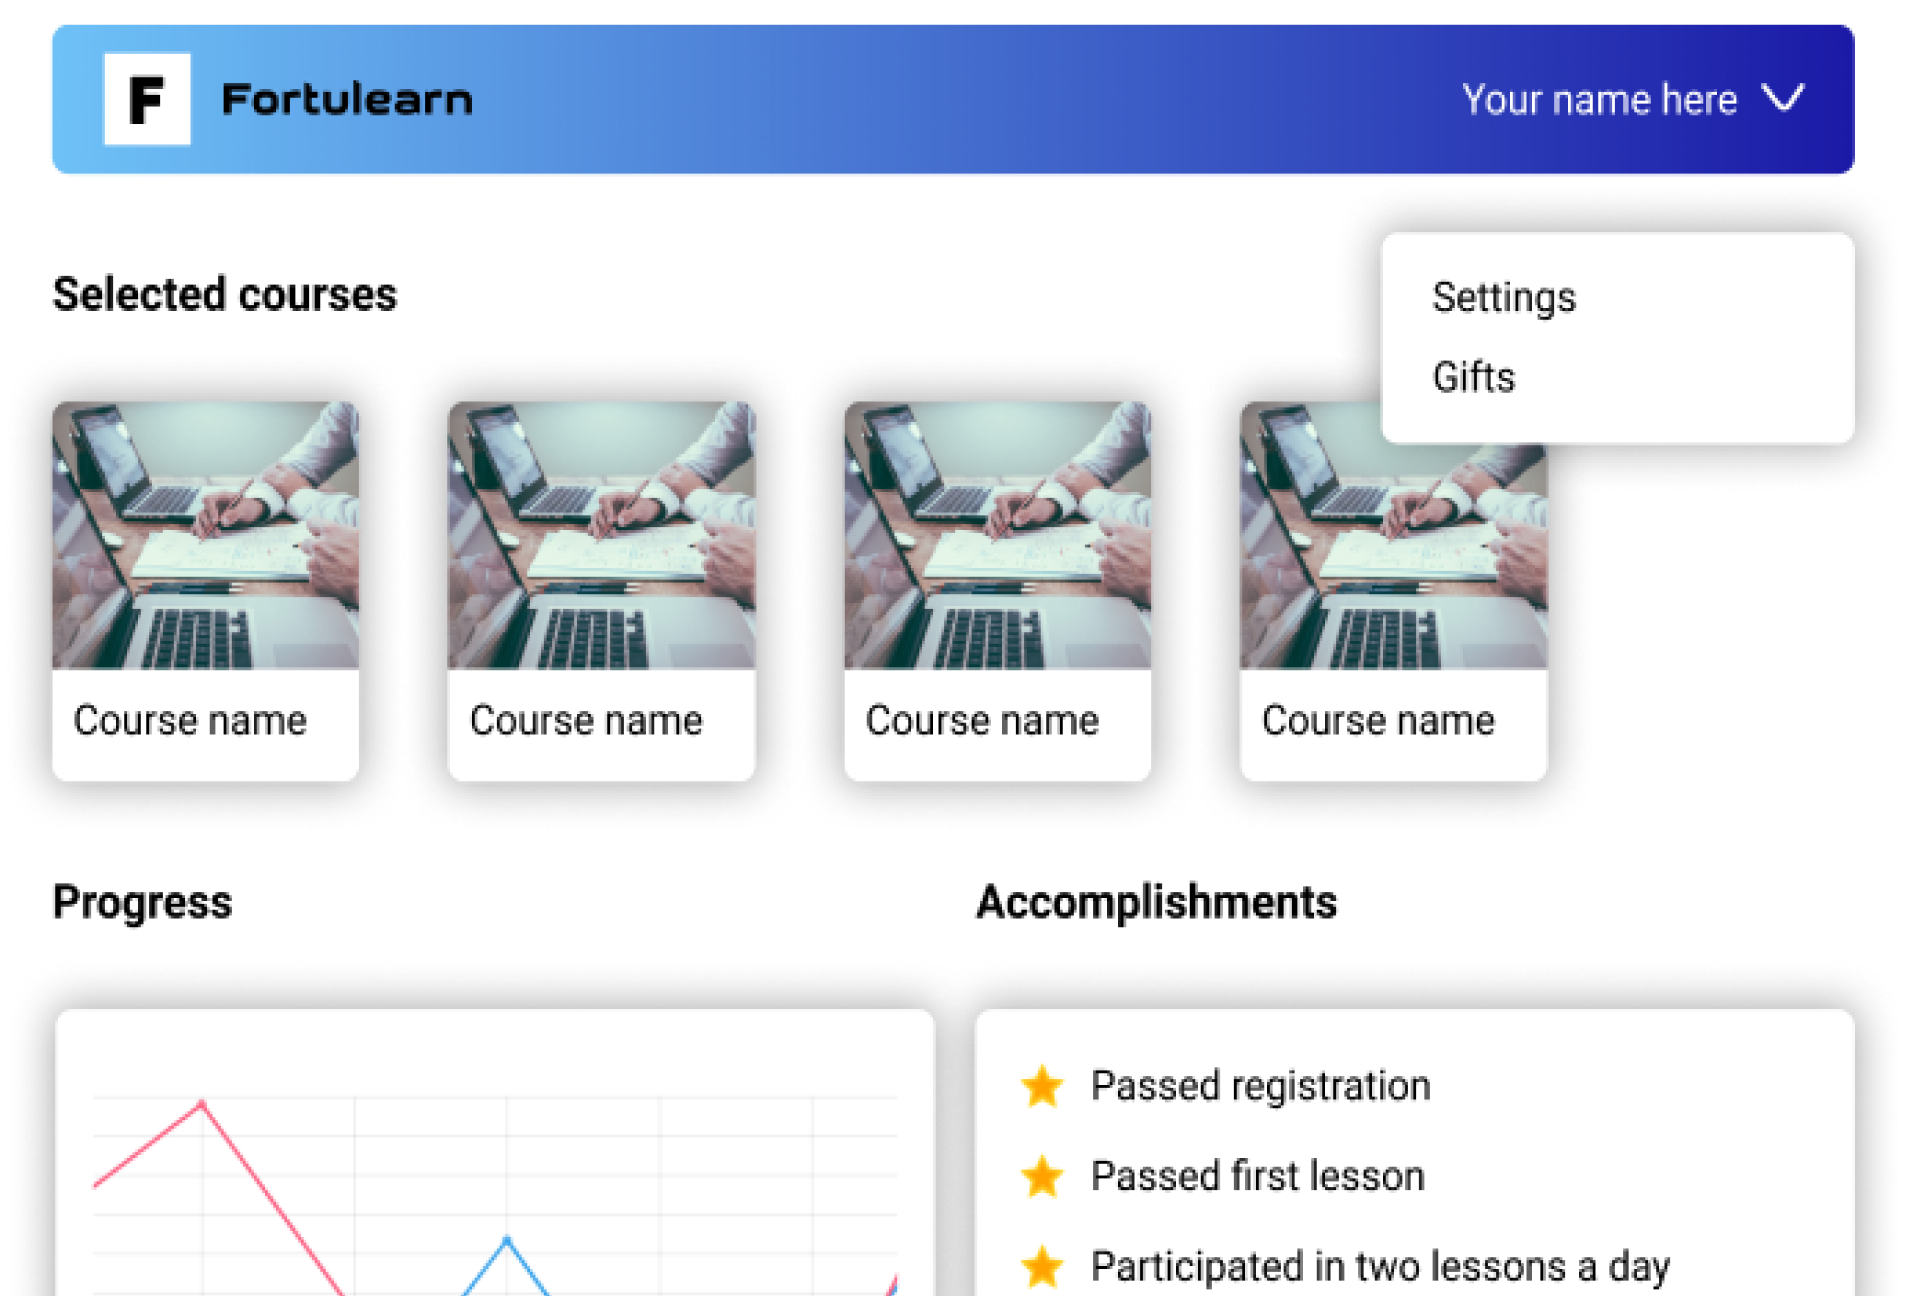 F
Fortulearn
Your name here
Settings
Gifts
Selected courses
Course name
Course name
Course name
Course name
Progress
Accomplishments
Passed registration
Passed first lesson
Participated in two lessons a day